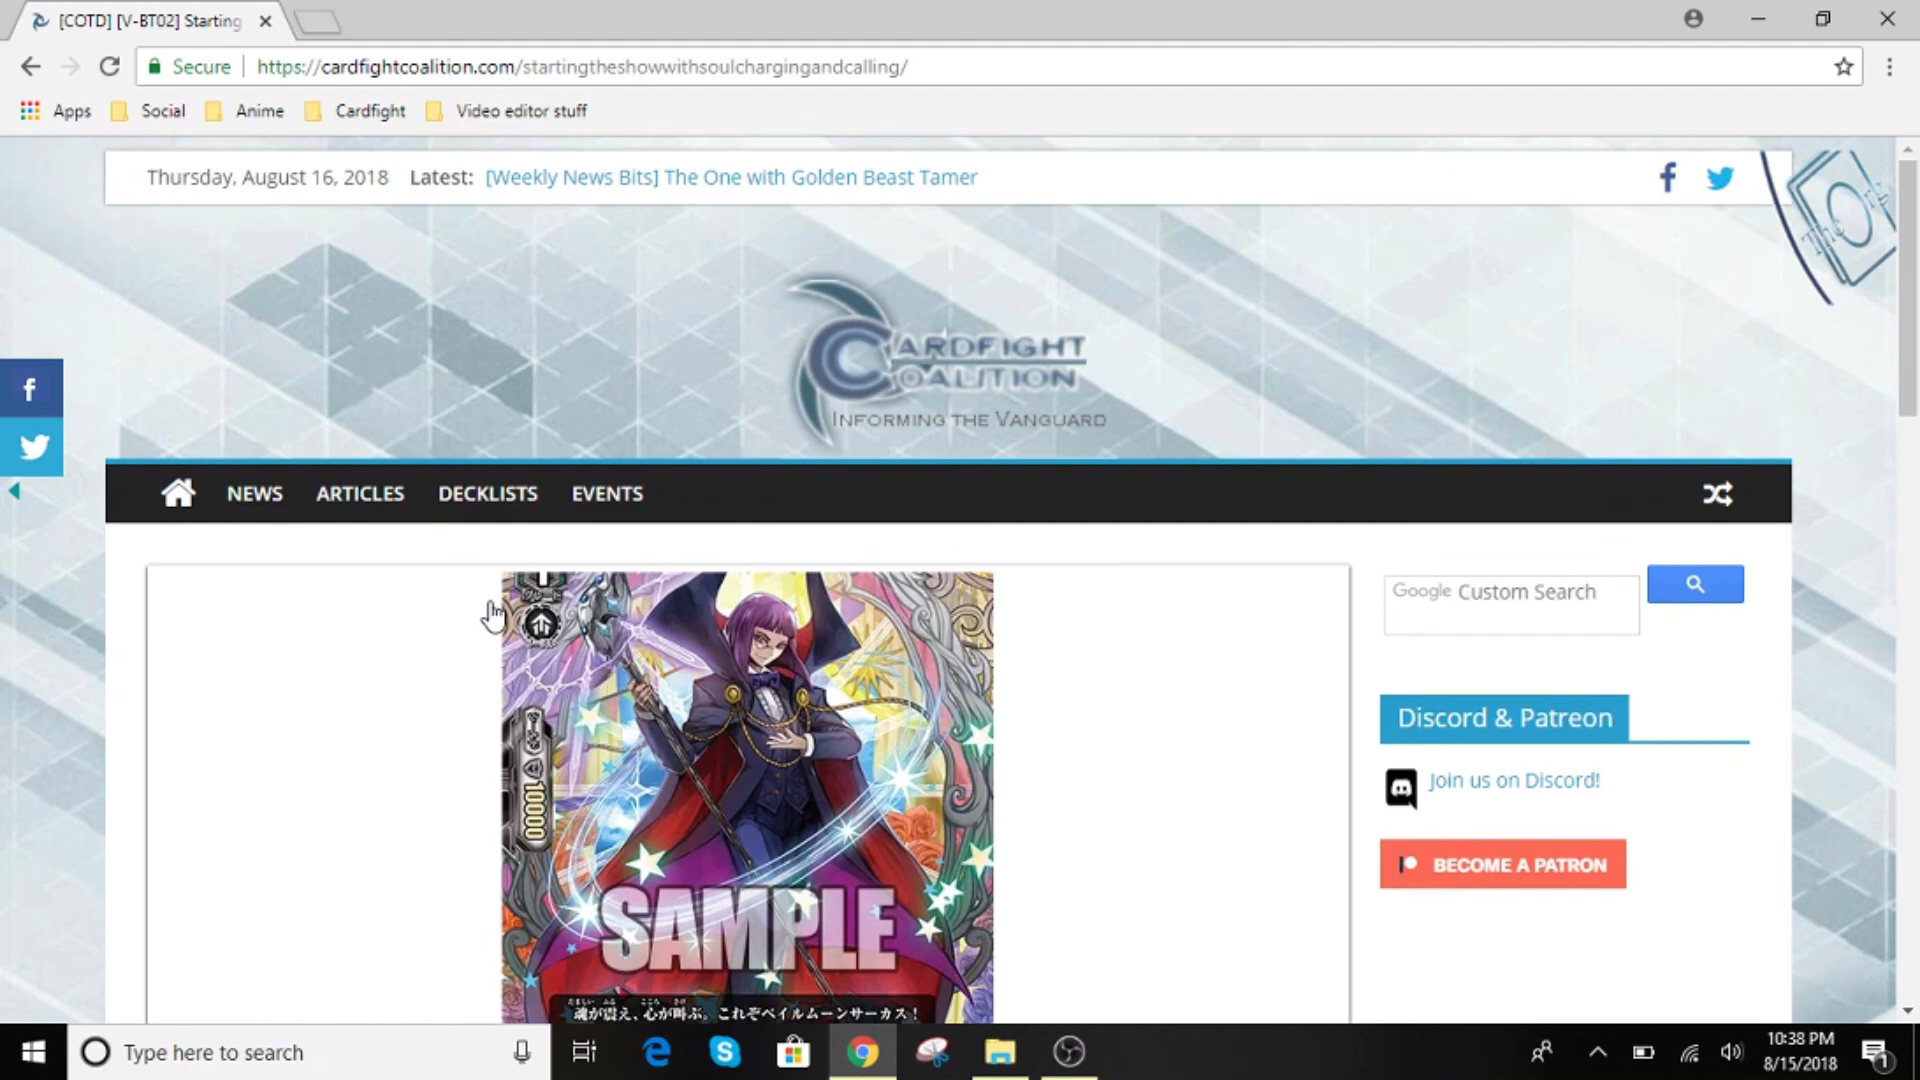 [COTD] [V-BT02] Starting
Secure
https://cardfightcoalition.com/startingtheshowwithsoulchargingandcalling/
Apps
Social
Anime
Cardfight
Video editor stuff
Thursday, August 16, 2018
Latest:
[Weekly News Bits] The One with Golden Beast Tamer
CARDFIGHT
COALITION
INFORMING THE VANGUARD
NEWS
ARTICLES
DECKLISTS
EVENTS
Google Custom Search
10000
SAMPLE
魂が震え、心が叫ぶ。これぞペイルムーンサーカス!
Discord & Patreon
Join us on Discord!
BECOME A PATRON
Type here to search
10:38 PM
8/15/2018
1